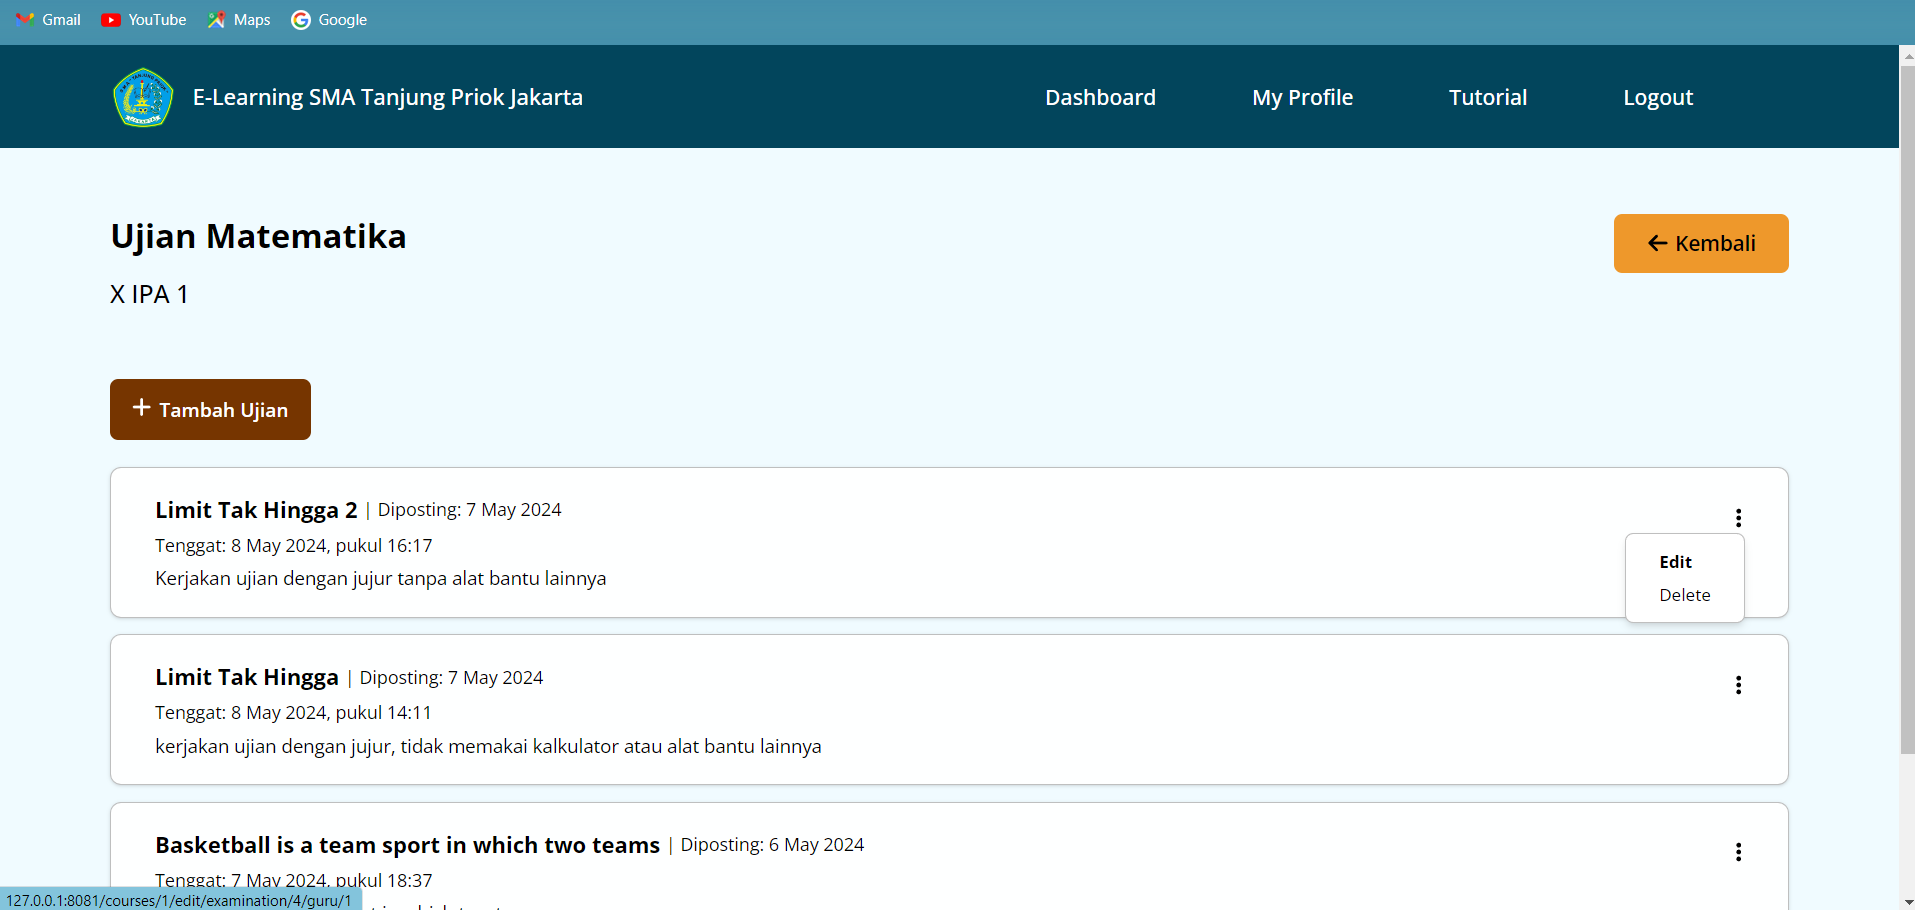 Gmail YouTube Maps Google
E-Learning SMA Tanjung Priok Jakarta Dashboard My Profile Tutorial Logout
Ujian Matematika
← Kembali
X IPA 1
+ Tambah Ujian
Limit Tak Hingga 2 | Diposting: 7 May 2024
Tenggat: 8 May 2024, pukul 16:17
Edit
Kerjakan ujian dengan jujur tanpa alat bantu lainnya
Delete
Limit Tak Hingga | Diposting: 7 May 2024
Tenggat: 8 May 2024, pukul 14:11
kerjakan ujian dengan jujur, tidak memakai kalkulator atau alat bantu lainnya
Basketball is a team sport in which two teams | Diposting: 6 May 2024
Tenggat: 7 May 2024, pukul 18:37
127.0.0.1:8081/courses/1/edit/examination/4/guru/1